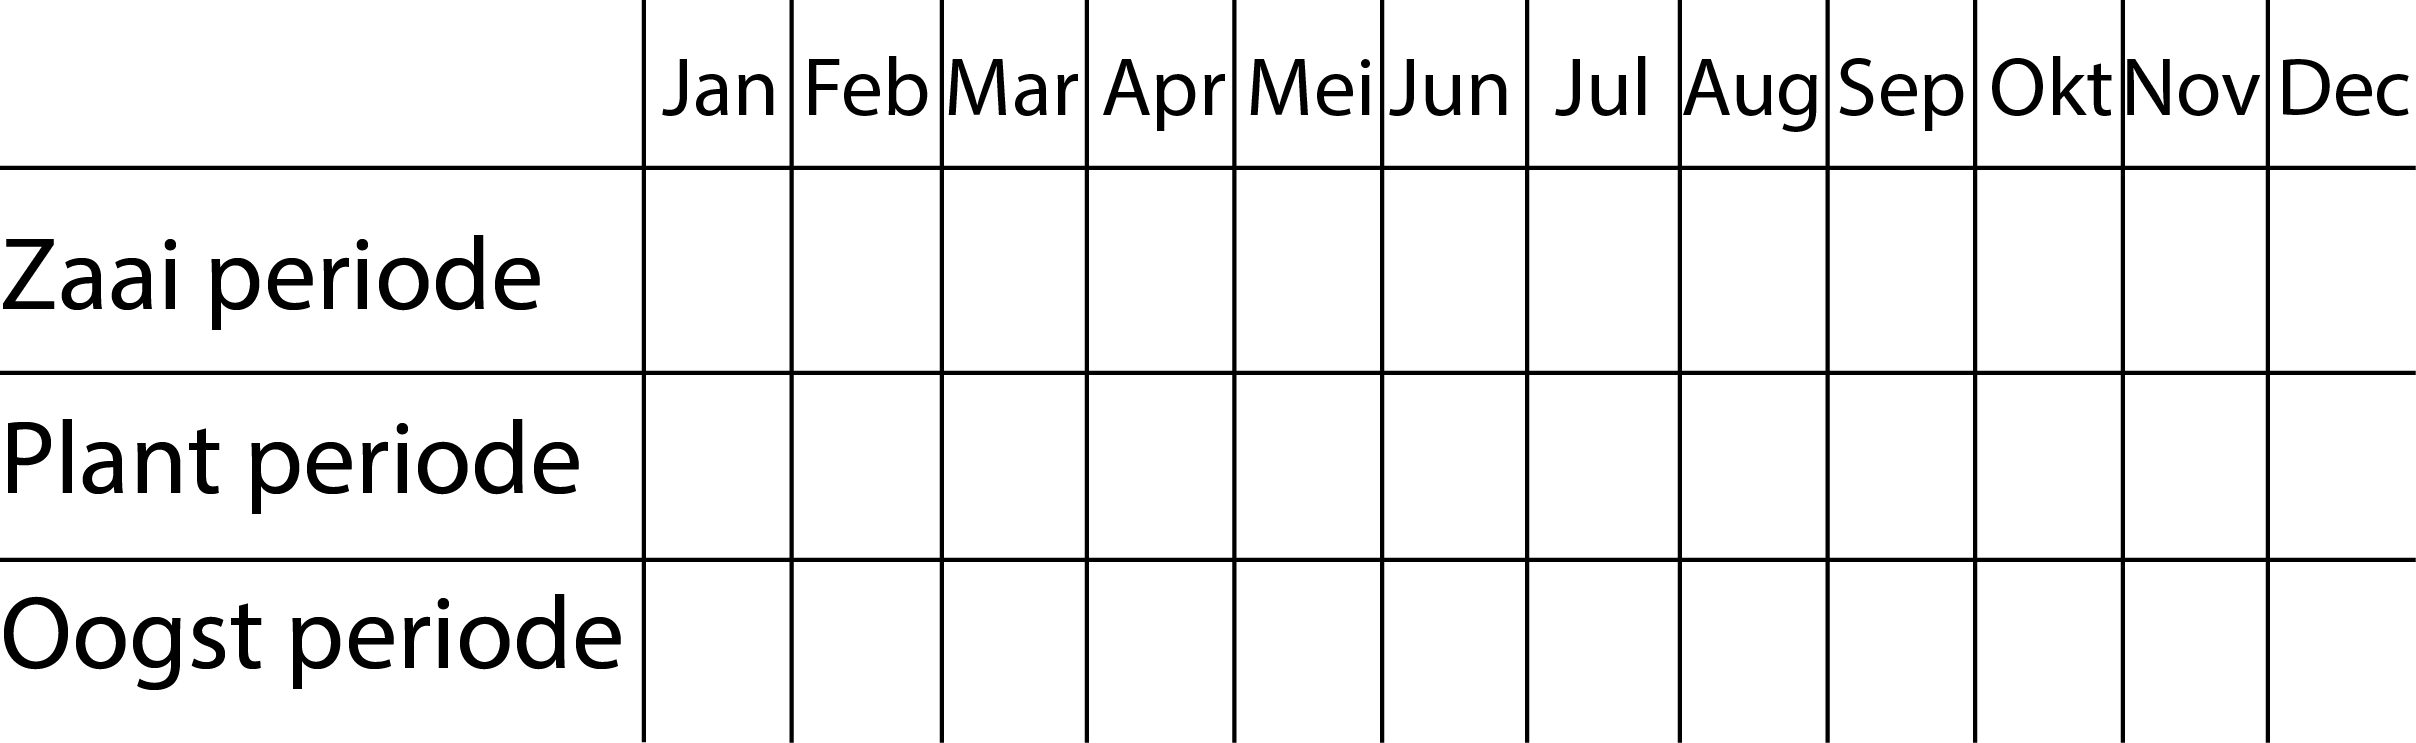 Jan Feb Mar Apr Mei Jun Jul Aug Sep Okt Nov Dec
Zaai periode
Plant periode
Oogst periode